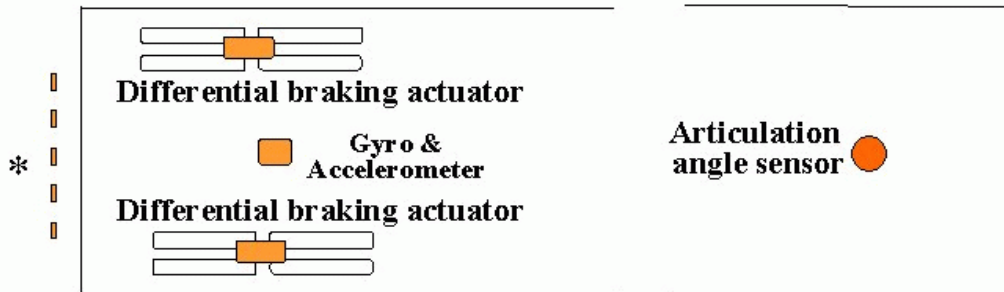 Differential braking actuator
*
Gyro &
Accelerometer
Articulation
angle sensor
Differential braking actuator